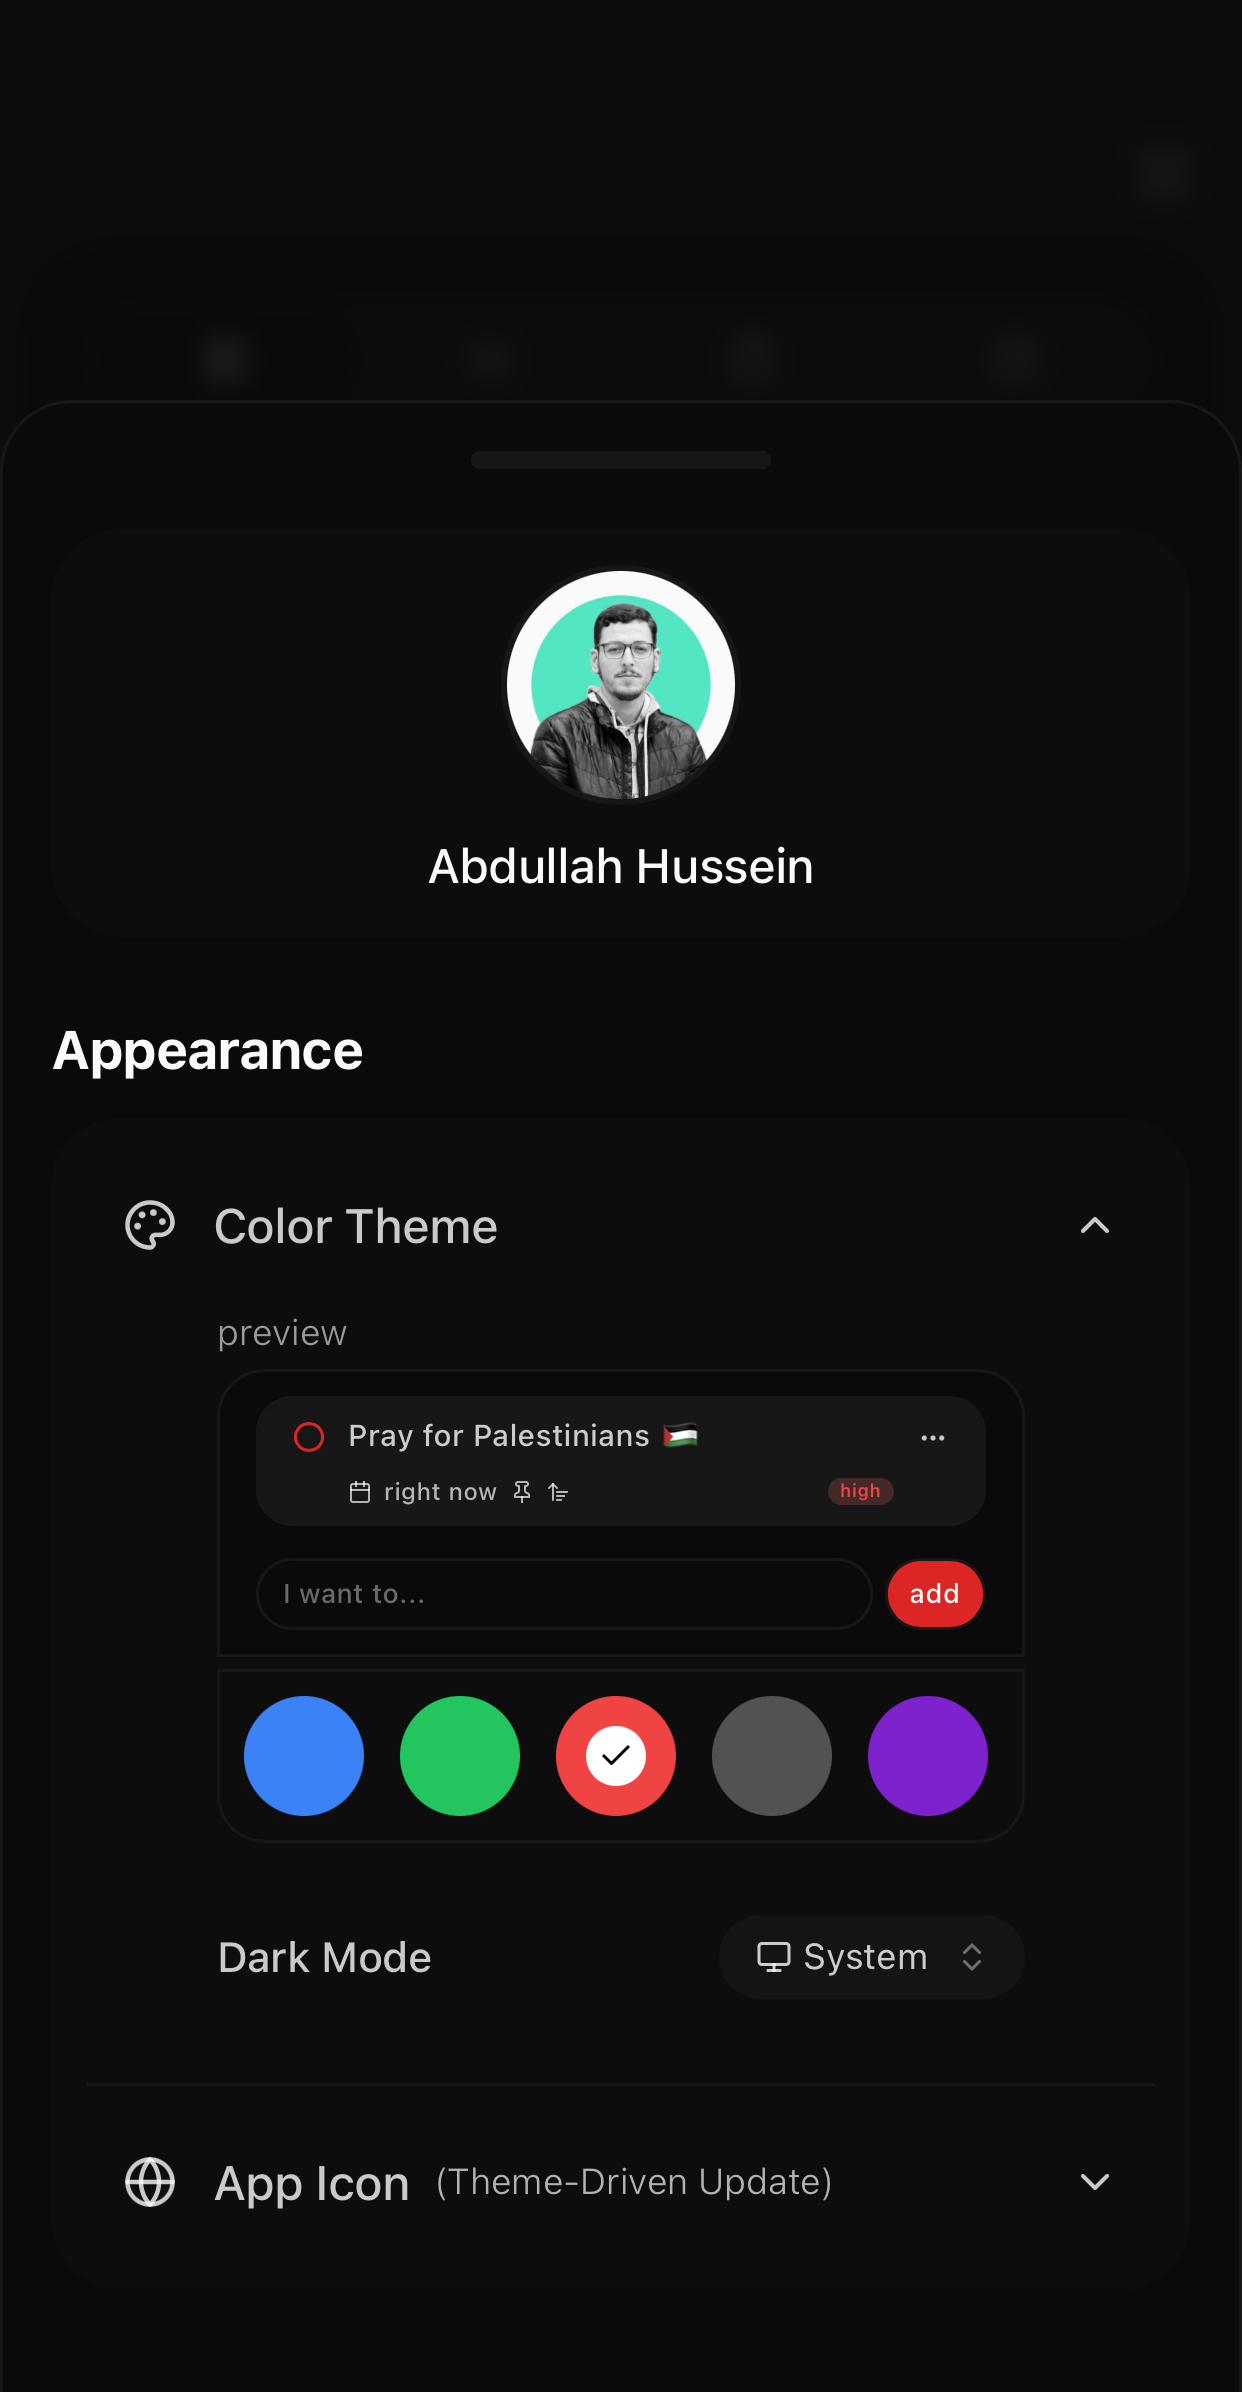 Abdullah Hussein
Appearance
Color Theme
preview
Pray for Palestinians 🇵🇸
right now
high
I want to...
add
Dark Mode
System
App Icon (Theme-Driven Update)